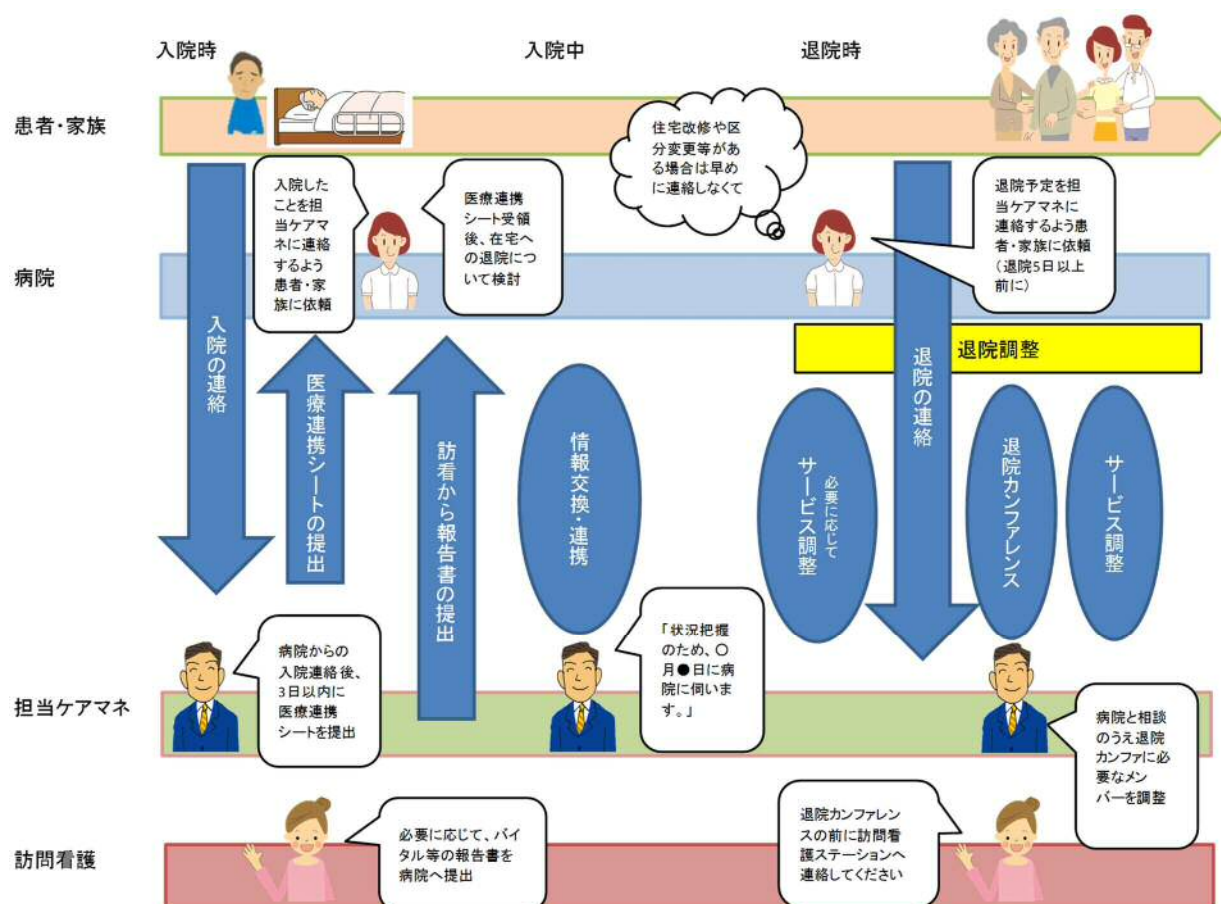 入院時
入院中
退院時
患者・家族
住宅改修や区
分変更等があ
る場合は早め
に連絡しなくて
入院した
ことを担
当ケアマ
ネに連絡
するよう
患者・家
族に依頼
医療連携
シート受領
後、在宅へ
の退院につ
いて検討
退院予定を担
当ケアマネに
連絡するよう患
者・家族に依頼
(退院5日以上
前に)
病院
退院調整
入院の連絡
医療連携シートの提出
訪看から報告書の提出
情報交換・連携
必要に応じて
サービス調整
退院の連絡
退院カンファレンス
サービス調整
担当ケアマネ
病院からの
入院連絡後、
3日以内に
医療連携
シートを提出
「状況把握
のため、〇
月●日に病
院に伺いま
す。」
病院と相談
のうえ退院
カンファに必
要なメン
バーを調整
訪問看護
必要に応じて、バイ
タル等の報告書を
病院へ提出
退院カンファレン
スの前に訪問看
護ステーションへ
連絡してください